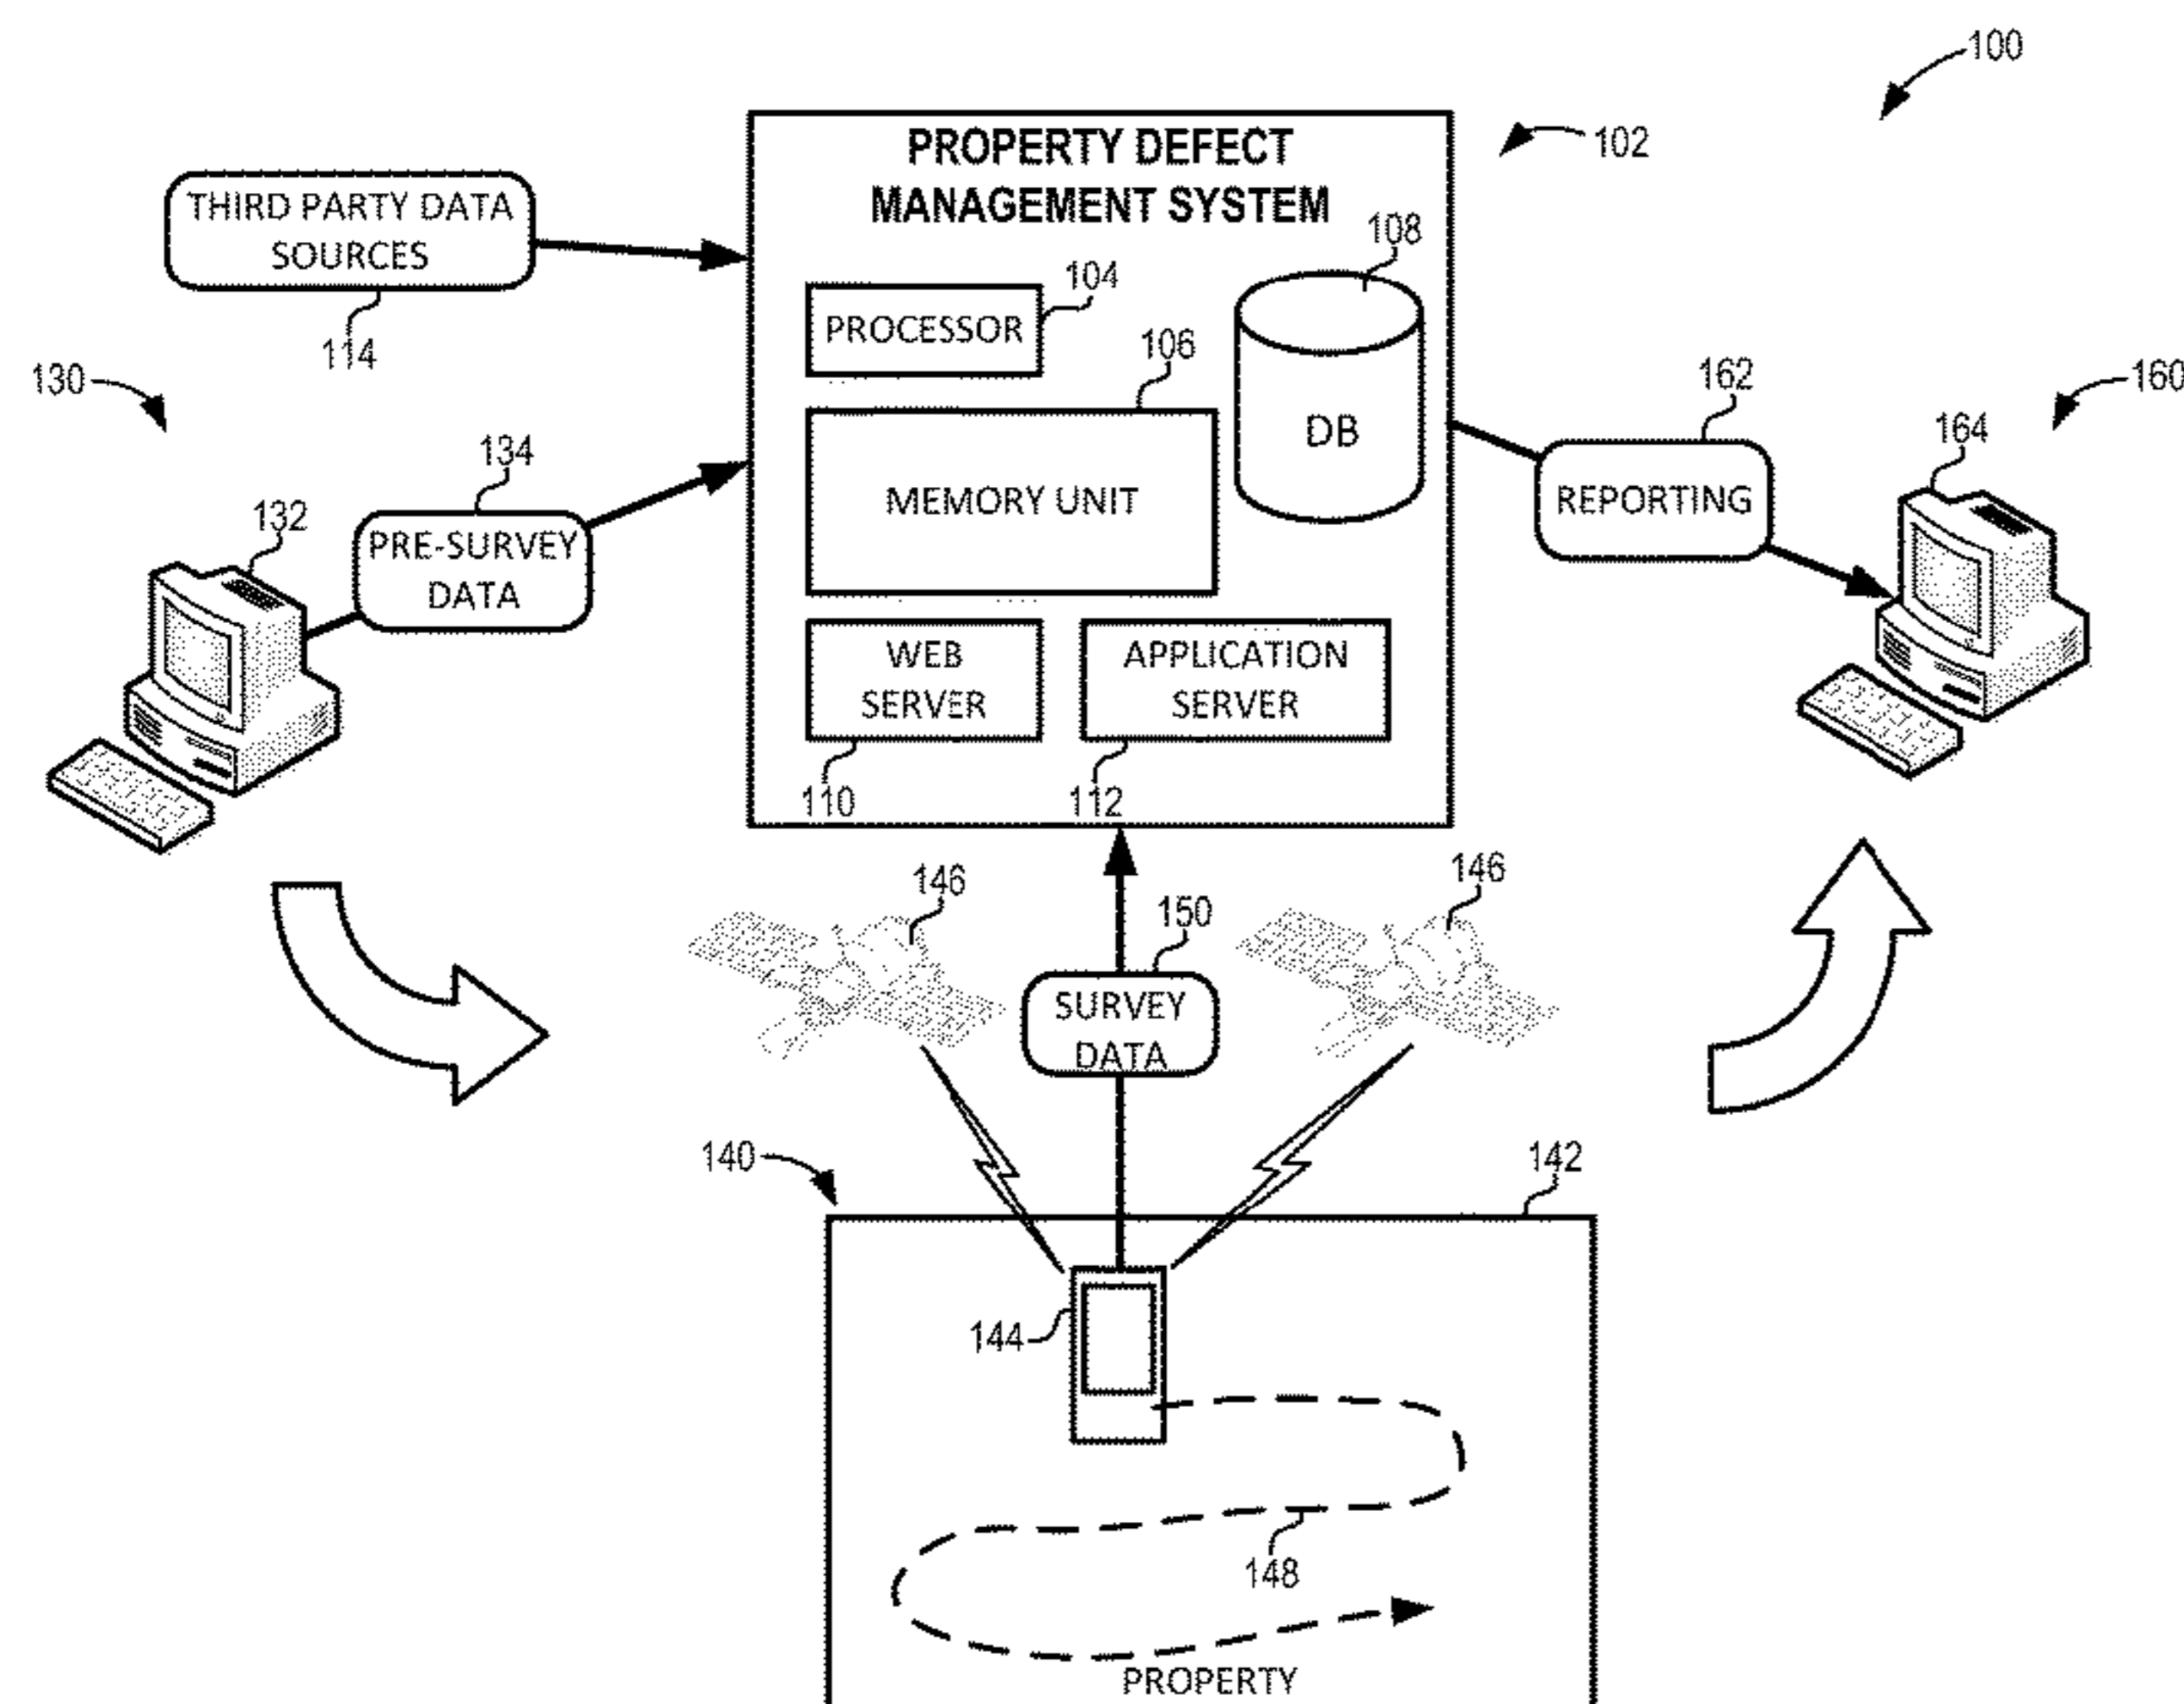 100
PROPERTY DEFECT
MANAGEMENT SYSTEM
102
THIRD PARTY DATA
SOURCES
114
108
104
PROCESSOR
106
DB
MEMORY UNIT
130
134
132
PRE-SURVEY
DATA
162
REPORTING
160
164
WEB
SERVER
APPLICATION
SERVER
110
112
146
150
146
SURVEY
DATA
140
142
144
148
PROPERTY